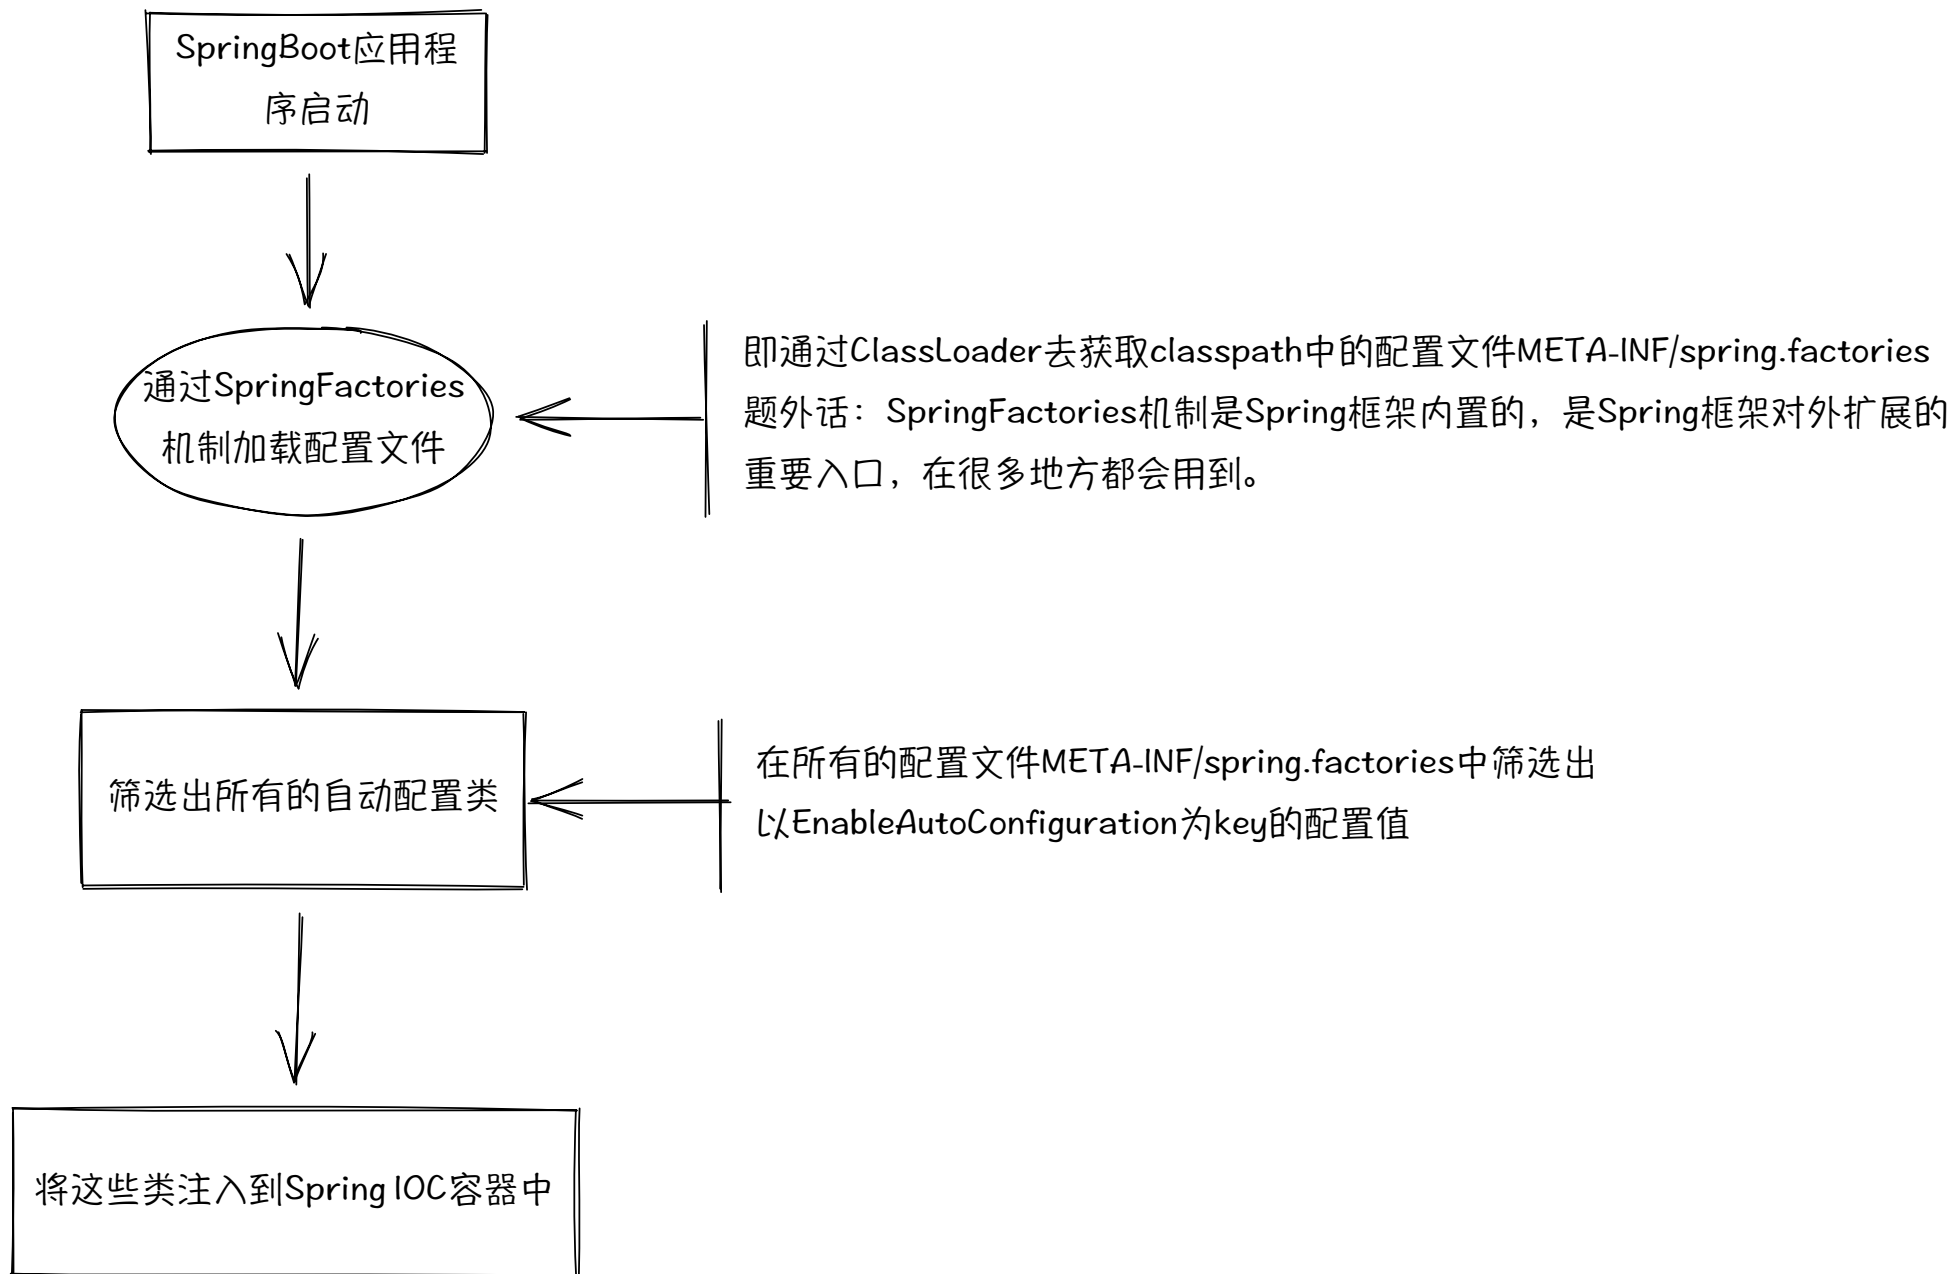 SpringBoot应用程
序启动
通过SpringFactories
机制加载配置文件
即通过ClassLoader去获取classpath中的配置文件META-INF/spring.factories
题外话：SpringFactories机制是Spring框架内置的，是Spring框架对外扩展的
重要入口，在很多地方都会用到。
筛选出所有的自动配置类
在所有的配置文件META-INF/spring.factories中筛选出
以EnableAutoConfiguration为key的配置值
将这些类注入到Spring IOC容器中